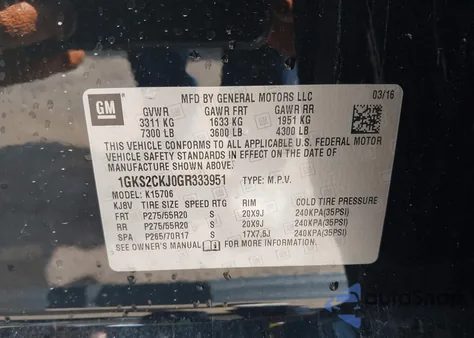 GM
MFD BY GENERAL MOTORS LLC
03/16
GVWR GAWR FRT GAWR RR
3311 KG 1633 KG 1951 KG
7300 LB 3600 LB 4300 LB
THIS VEHICLE CONFORMS TO ALL APPLICABLE U.S. FEDERAL MOTOR
VEHICLE SAFETY STANDARDS IN EFFECT ON THE DATE OF
MANUFACTURE SHOWN ABOVE.
1GKS2CKJ0GR333951 TYPE: M.P.V.
MODEL: K15706
KJ8V TIRE SIZE SPEED RTG RIM COLD TIRE PRESSURE
FRT P275/55R20 S 20X9J 240KPA(35PSI)
RR P275/55R20 S 20X9J 240KPA(35PSI)
SPA P265/70R17 S 17X7.5J 240KPA(35PSI)
SEE OWNER'S MANUAL FOR MORE INFORMATION.